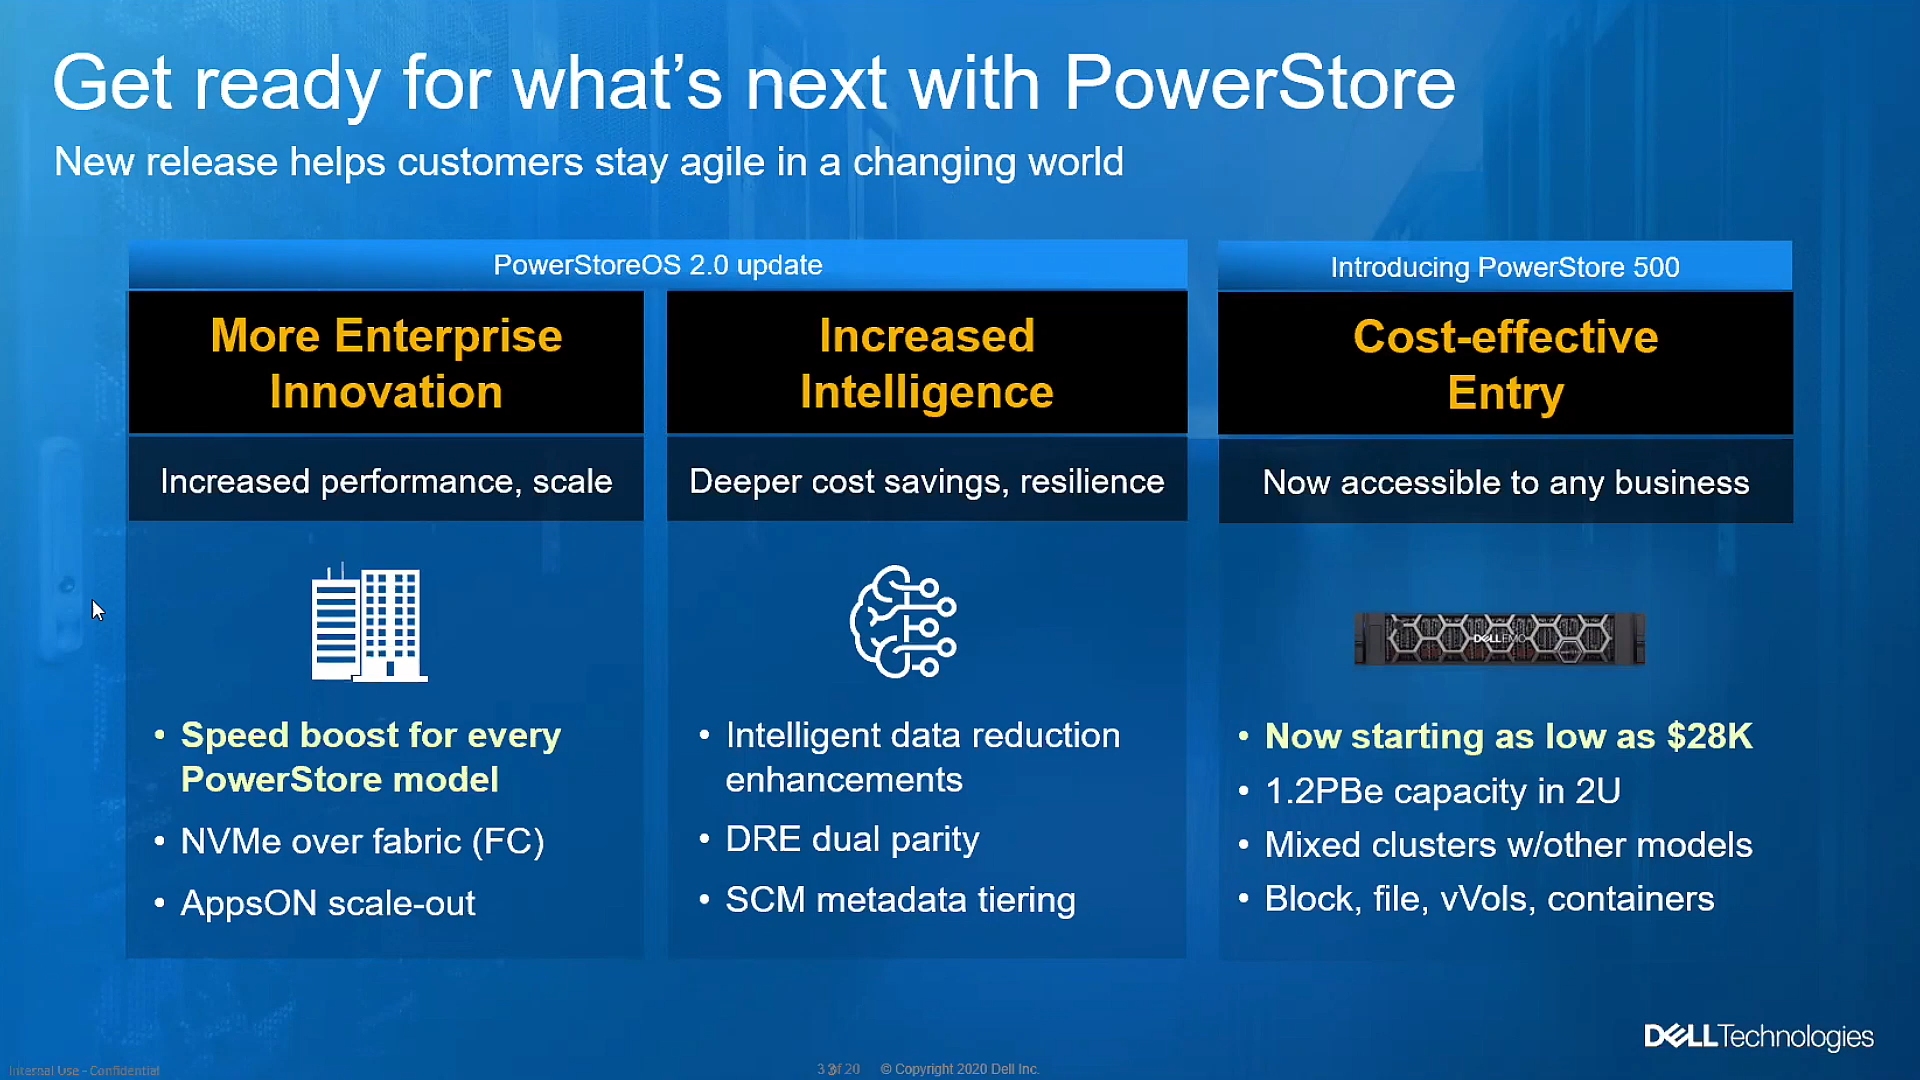 Get ready for what's next with PowerStore
New release helps customers stay agile in a changing world
PowerStoreOS 2.0 update
More Enterprise
Innovation
Increased performance, scale
• Speed boost for every
PowerStore model
• NVMe over fabric (FC)
• AppsON scale-out
Increased
Intelligence
Deeper cost savings, resilience
• Intelligent data reduction
enhancements
• DRE dual parity
• SCM metadata tiering
Introducing PowerStore 500
Cost-effective
Entry
Now accessible to any business
DELLEMC
• Now starting as low as $28K
• 1.2PBe capacity in 2U
• Mixed clusters w/other models
• Block, file, vVols, containers
DELLTechnologies
Internal Use - Confidential
of 20
© Copyright 2020 Dell Inc.